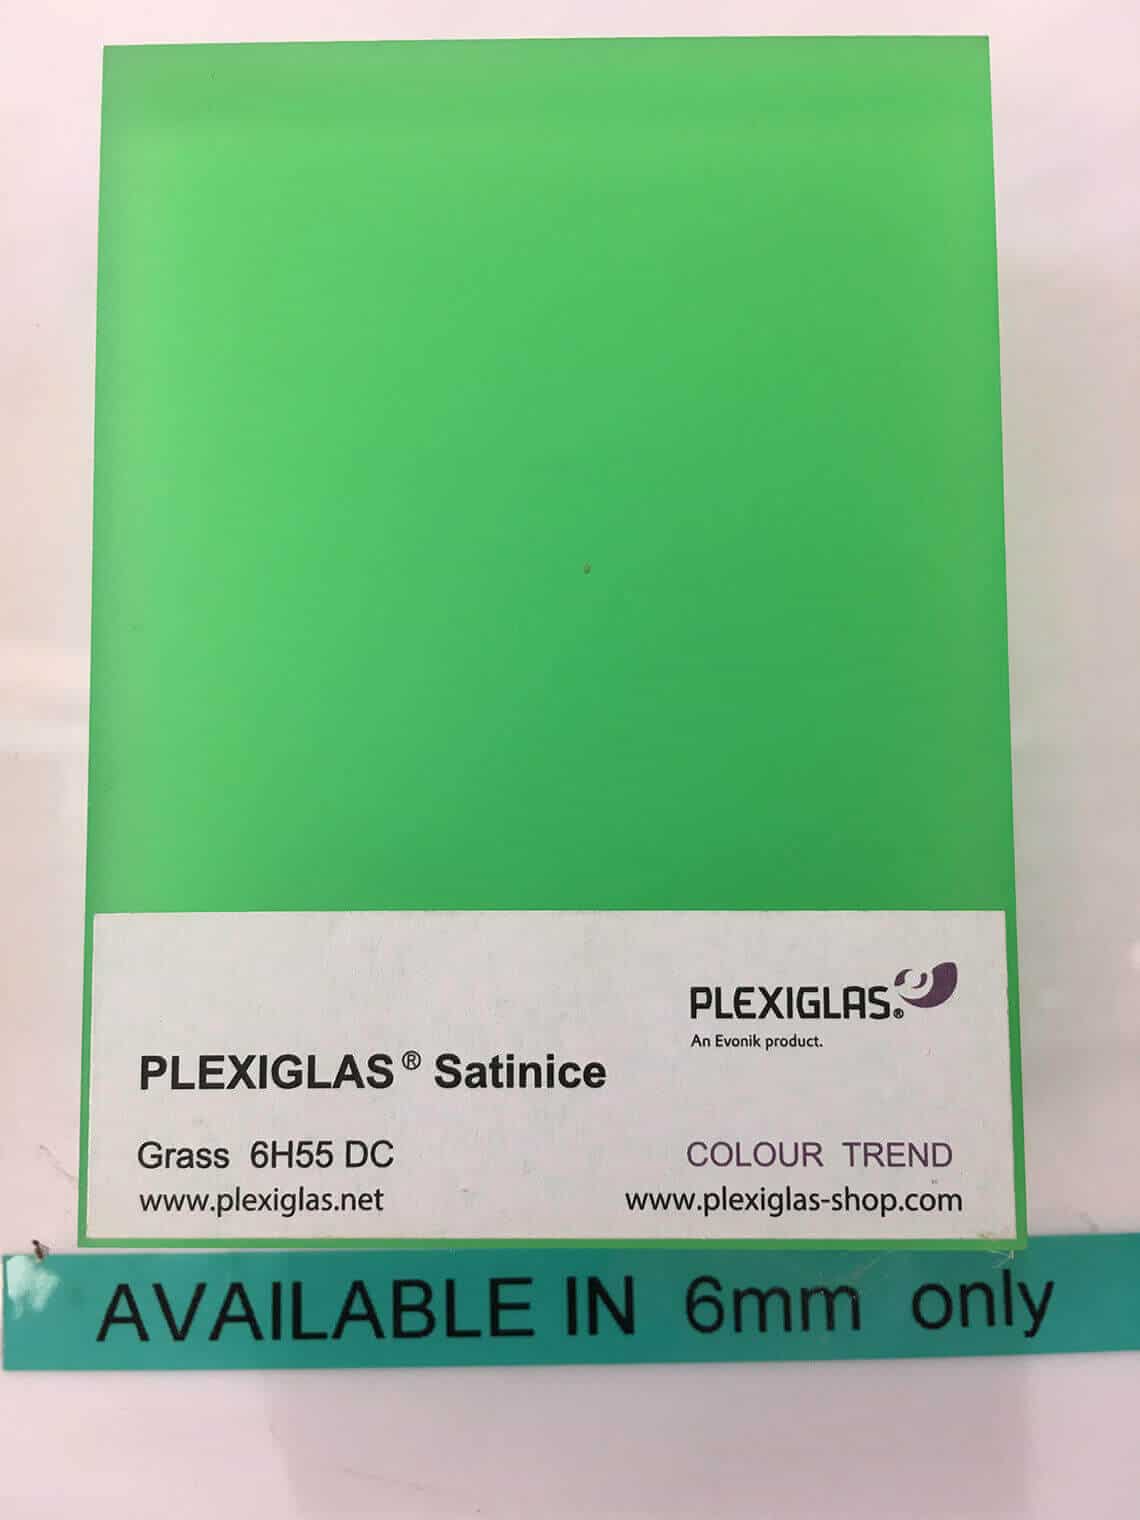 PLEXIGLAS®
An Evonik product.
PLEXIGLAS® Satinice
Grass 6H55 DC
COLOUR TREND
www.plexiglas.net
www.plexiglas-shop.com
AVAILABLE IN 6mm only